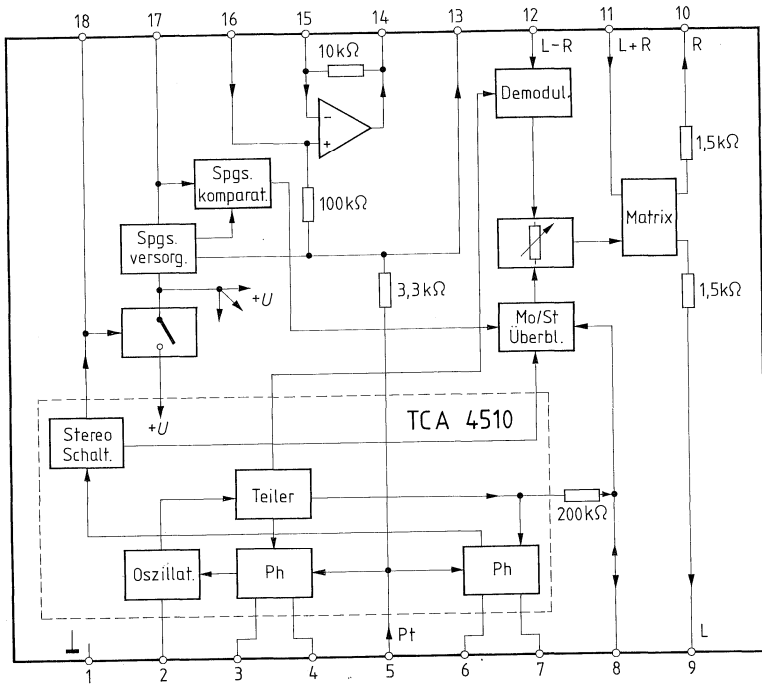 18 17 16 15 14 13 12 11 10
10kΩ
L−R
L+R
R
Demodul.
−
+
1,5kΩ
Spgs.
komparat.
100kΩ
Matrix
Spgs.
versorg.
+U
3,3kΩ
1,5kΩ
Mo/St
Überbl.
+U
TCA 4510
Stereo
Schalt.
Teiler
200kΩ
Oszillat.
Ph
Ph
Pt
L
1 2 3 4 5 6 7 8 9